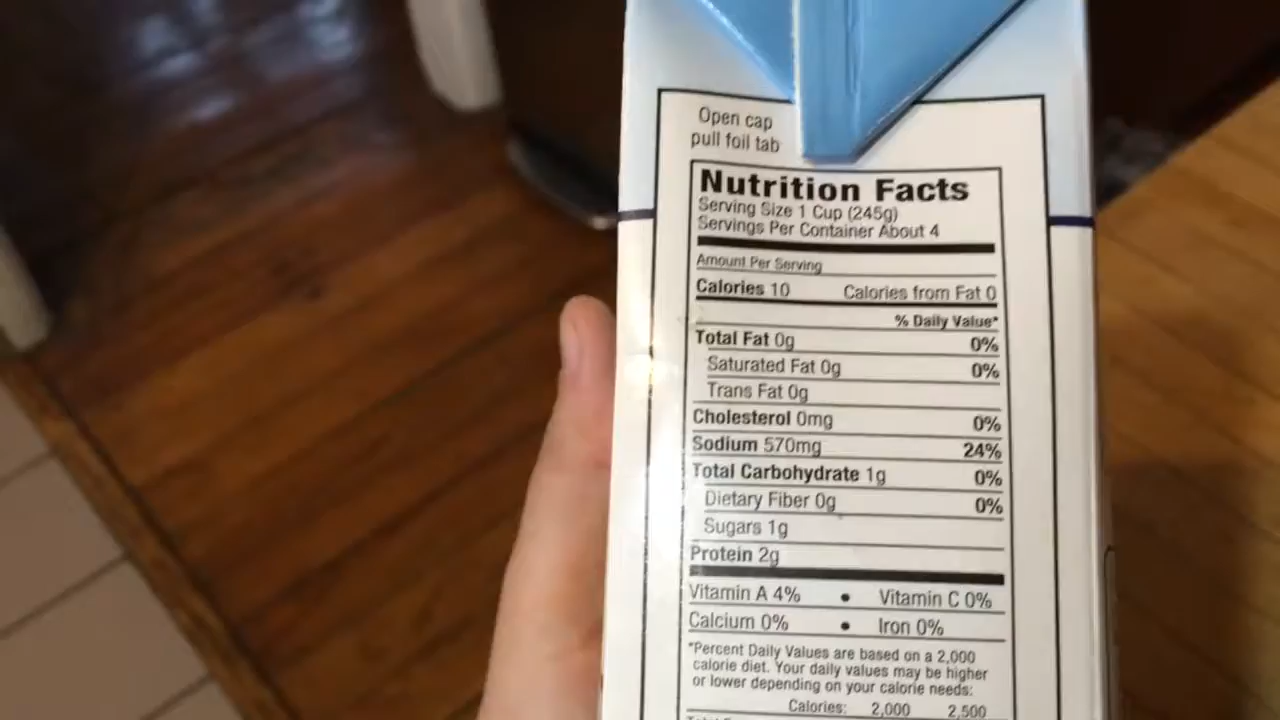 Open cap
pull foil tab
Nutrition Facts
Serving Size 1 Cup (245g)
Servings Per Container About 4
Amount Per Serving
Calories 10 Calories from Fat 0
% Daily Value*
Total Fat 0g 0%
Saturated Fat 0g 0%
Trans Fat 0g
Cholesterol 0mg 0%
Sodium 570mg 24%
Total Carbohydrate 1g 0%
Dietary Fiber 0g 0%
Sugars 1g
Protein 2g
Vitamin A 4% • Vitamin C 0%
Calcium 0% • Iron 0%
*Percent Daily Values are based on a 2,000
calorie diet. Your daily values may be higher
or lower depending on your calorie needs:
Calories: 2,000 2,500